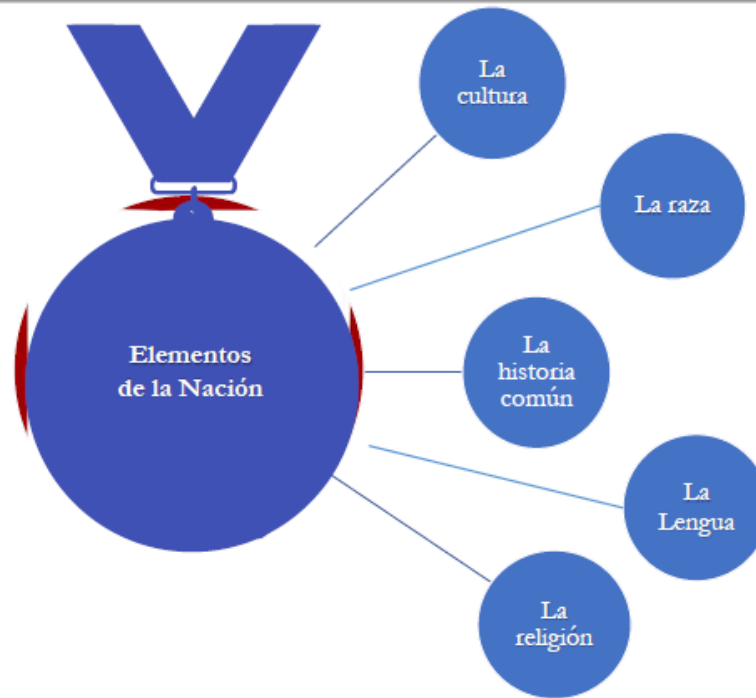 La
cultura
La raza
Elementos
de la Nación
La
historia
común
La
Lengua
La
religión